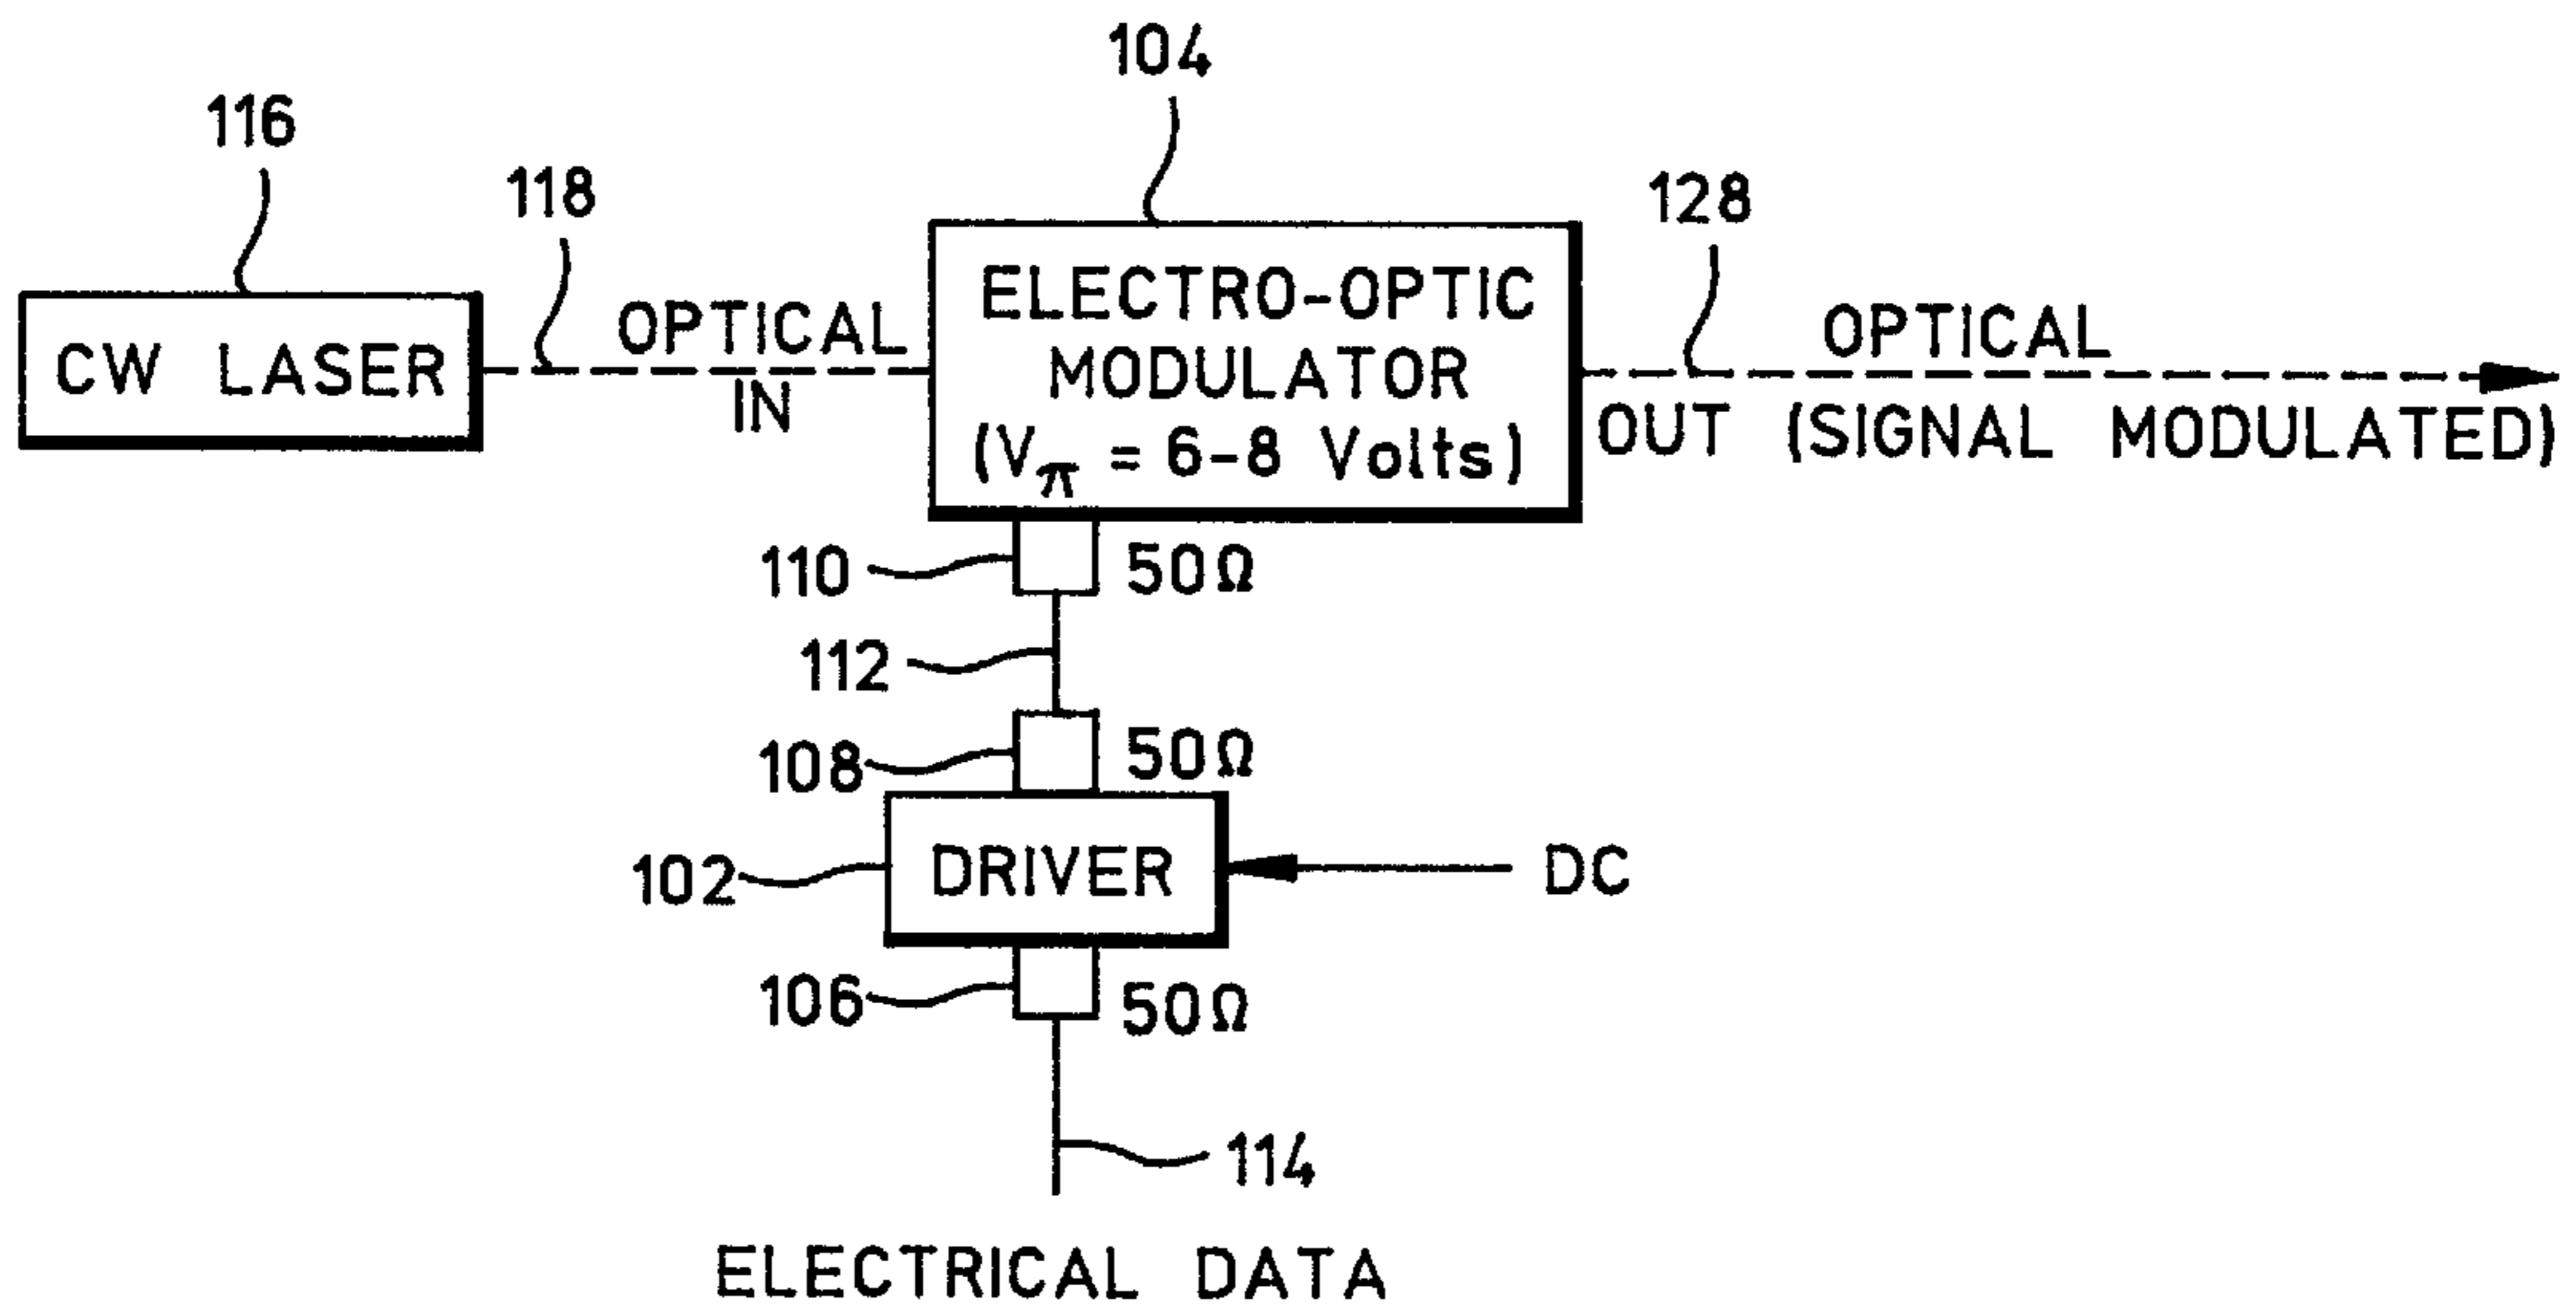 104
116
118
128
ELECTRO-OPTIC
MODULATOR
(Vπ = 6-8 Volts)
CW LASER
OPTICAL
IN
OPTICAL
OUT (SIGNAL MODULATED)
110
50Ω
112
108
50Ω
102
DRIVER
DC
106
50Ω
114
ELECTRICAL DATA